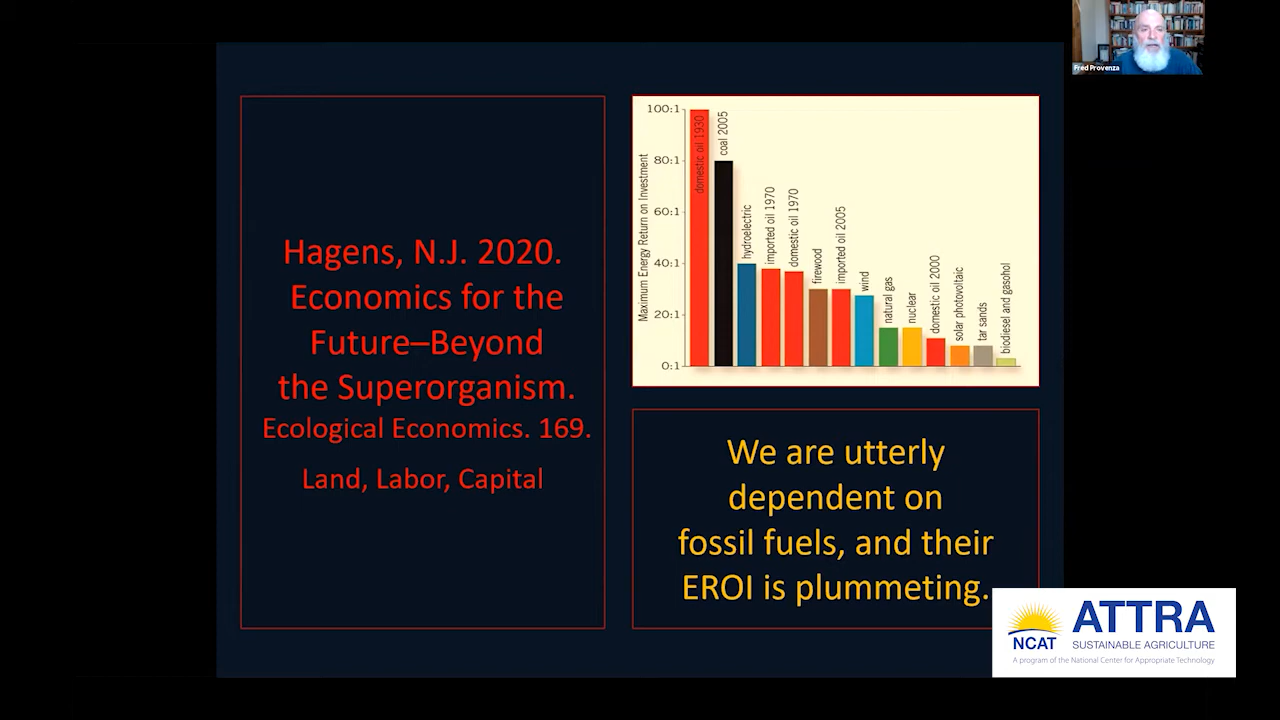 Fred Provenza
Hagens, N.J. 2020.
Economics for the
Future–Beyond
the Superorganism.
Ecological Economics. 169.
Land, Labor, Capital
Maximum Energy Return on Investment
100:1
80:1
60:1
40:1
20:1
0:1
domestic oil 1930
coal 2005
hydroelectric
imported oil 1970
domestic oil 1970
firewood
imported oil 2005
wind
natural gas
nuclear
domestic oil 2000
solar photovoltaic
tar sands
biodiesel and gasohol
We are utterly
dependent on
fossil fuels, and their
EROI is plummeting.
NCAT
ATTRA
SUSTAINABLE AGRICULTURE
A program of the National Center for Appropriate Technology